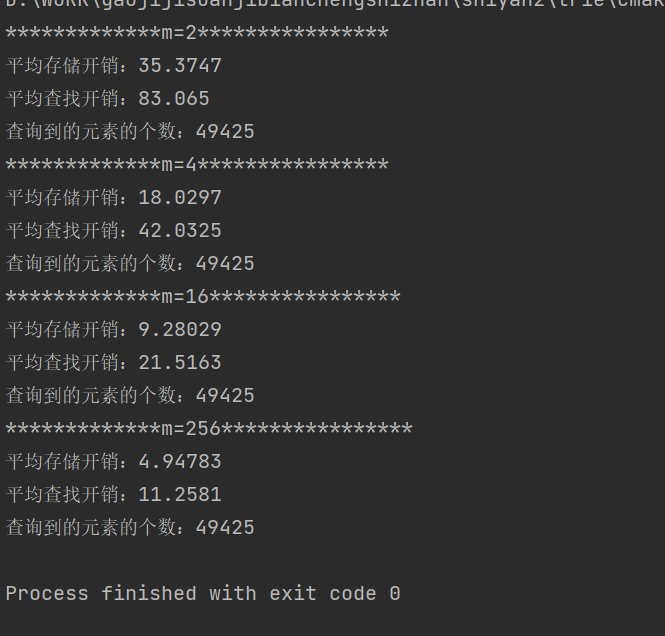 *************m=2****************
平均存储开销：35.3747
平均查找开销：83.065
查询到的元素的个数：49425
*************m=4****************
平均存储开销：18.0297
平均查找开销：42.0325
查询到的元素的个数：49425
*************m=16****************
平均存储开销：9.28029
平均查找开销：21.5163
查询到的元素的个数：49425
*************m=256****************
平均存储开销：4.94783
平均查找开销：11.2581
查询到的元素的个数：49425
Process finished with exit code 0